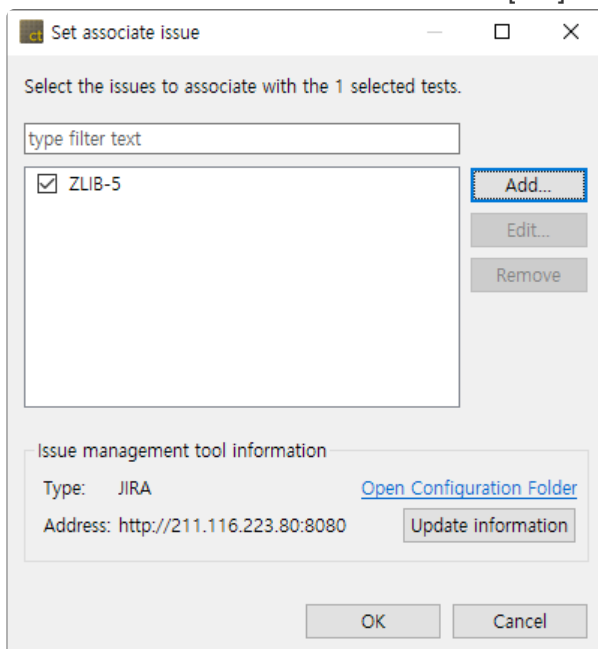 ct Set associate issue
Select the issues to associate with the 1 selected tests.
type filter text
ZLIB-5
Add...
Edit...
Remove
Issue management tool information
Type: JIRA
Open Configuration Folder
Address: http://211.116.223.80:8080
Update information
OK
Cancel